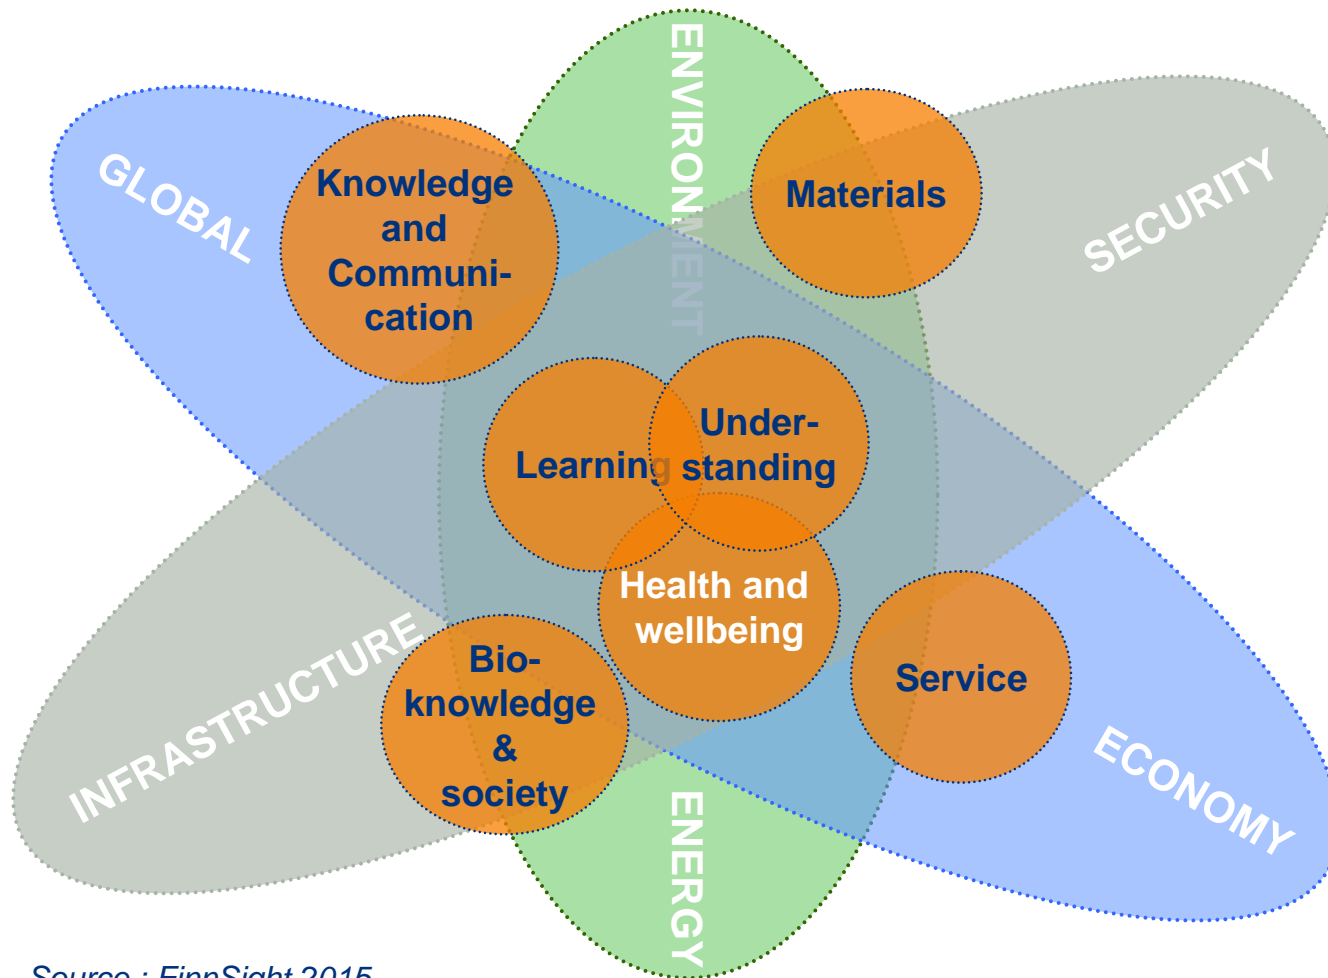 ENVIRONMENT
GLOBAL
Knowledge
and
Communi-
cation
Materials
SECURITY
Learning
Under-
standing
Health and
wellbeing
INFRASTRUCTURE
Bio-
knowledge
&
society
Service
ECONOMY
ENERGY
Source : FinnSight 2015